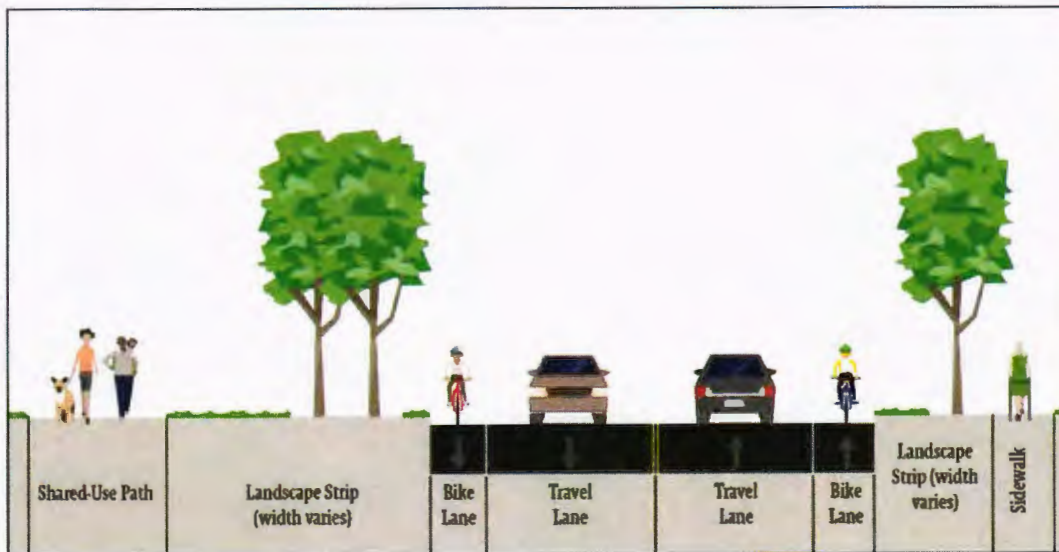 Shared-Use Path
Landscape Strip
(width varies)
Bike
Lane
Travel
Lane
Travel
Lane
Bike
Lane
Landscape
Strip (width
varies)
Sidewalk